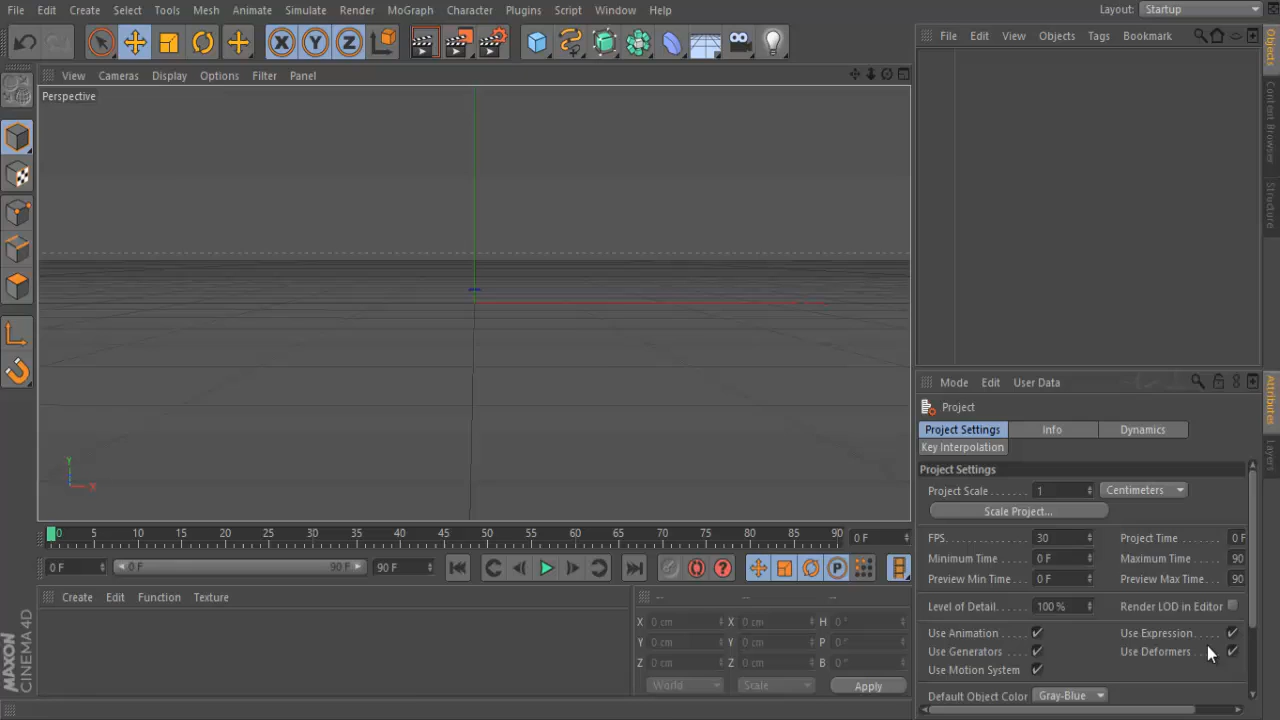 File Edit Create Select Tools Mesh Animate Simulate Render MoGraph Character Plugins Script Window Help Layout: Startup
File Edit View Objects Tags Bookmark
View Cameras Display Options Filter Panel
Perspective
Objects
Content Browser
Structure
Y
X
0 5 10 15 20 25 30 35 40 45 50 55 60 65 70 75 80 85 90 0 F
0 F 0 F 90 F 90 F
Create Edit Function Texture
-- -- --
X 0 cm X 0 cm H 0 °
Y 0 cm Y 0 cm P 0 °
Z 0 cm Z 0 cm B 0 °
World Scale Apply
MAXON
CINEMA 4D
Mode Edit User Data
Project
Project Settings Info Dynamics
Key Interpolation
Project Settings
Project Scale . . . . . . . 1 Centimeters
Scale Project...
FPS. 30 Project Time 0 F
Minimum Time 0 F Maximum Time 90
Preview Min Time 0 F Preview Max Time. . . 90
Level of Detail. 100 % Render LOD in Editor
Use Animation Use Expression
Use Generators Use Deformers
Use Motion System
Default Object Color Gray-Blue
Attributes
Layers